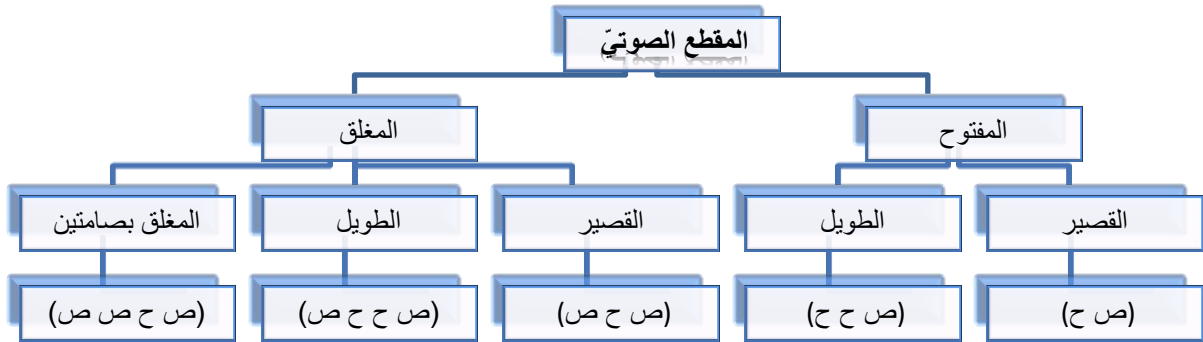 المقطع الصوتيّ
المفتوح
المغلق
القصير
الطويل
القصير
الطويل
المغلق بصامتين
(ص ح)
(ص ح ح)
(ص ح ص)
(ص ح ح ص)
(ص ح ص ص)